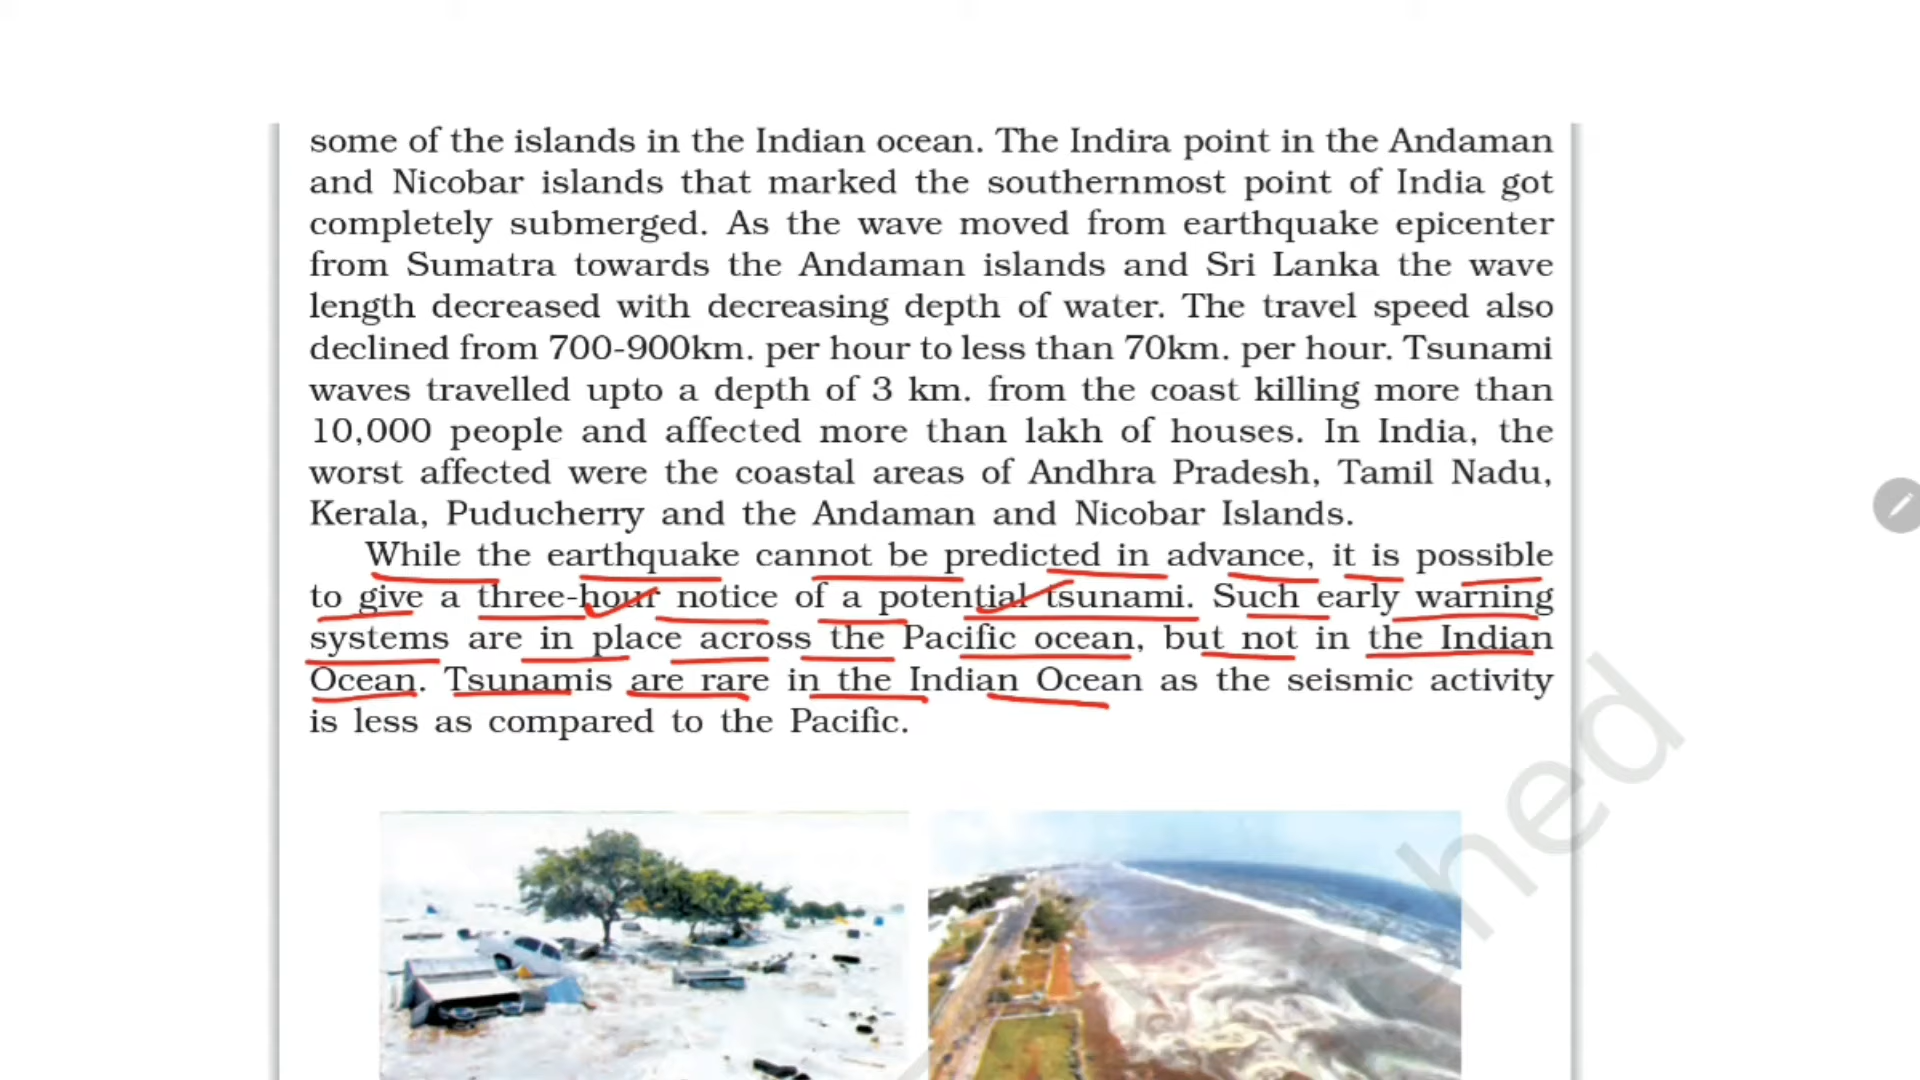 some of the islands in the Indian ocean. The Indira point in the Andaman
and Nicobar islands that marked the southernmost point of India got
completely submerged. As the wave moved from earthquake epicenter
from Sumatra towards the Andaman islands and Sri Lanka the wave
length decreased with decreasing depth of water. The travel speed also
declined from 700-900km. per hour to less than 70km. per hour. Tsunami
waves travelled upto a depth of 3 km. from the coast killing more than
10,000 people and affected more than lakh of houses. In India, the
worst affected were the coastal areas of Andhra Pradesh, Tamil Nadu,
Kerala, Puducherry and the Andaman and Nicobar Islands.
While the earthquake cannot be predicted in advance, it is possible
to give a three-hour notice of a potential tsunami. Such early warning
systems are in place across the Pacific ocean, but not in the Indian
Ocean. Tsunamis are rare in the Indian Ocean as the seismic activity
is less as compared to the Pacific.